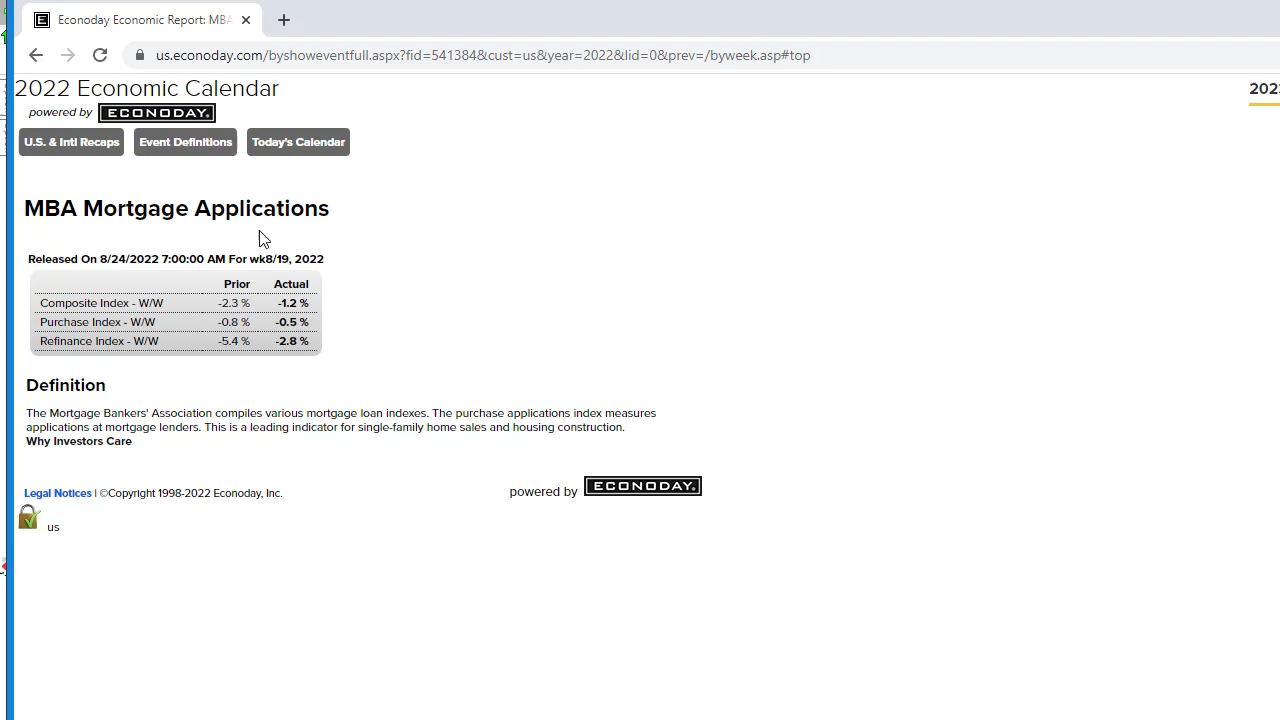 Econoday Economic Report: MBA
us.econoday.com/byshoweventfull.aspx?fid=541384&cust=us&year=2022&lid=0&prev=/byweek.asp#top
2022 Economic Calendar
202
powered by ECONODAY.
U.S. & Intl Recaps Event Definitions Today's Calendar
MBA Mortgage Applications
Released On 8/24/2022 7:00:00 AM For wk8/19, 2022
Prior Actual
Composite Index - W/W -2.3 % -1.2 %
Purchase Index - W/W -0.8 % -0.5 %
Refinance Index - W/W -5.4 % -2.8 %
Definition
The Mortgage Bankers' Association compiles various mortgage loan indexes. The purchase applications index measures
applications at mortgage lenders. This is a leading indicator for single-family home sales and housing construction.
Why Investors Care
Legal Notices | ©Copyright 1998-2022 Econoday, Inc.
powered by ECONODAY.
us